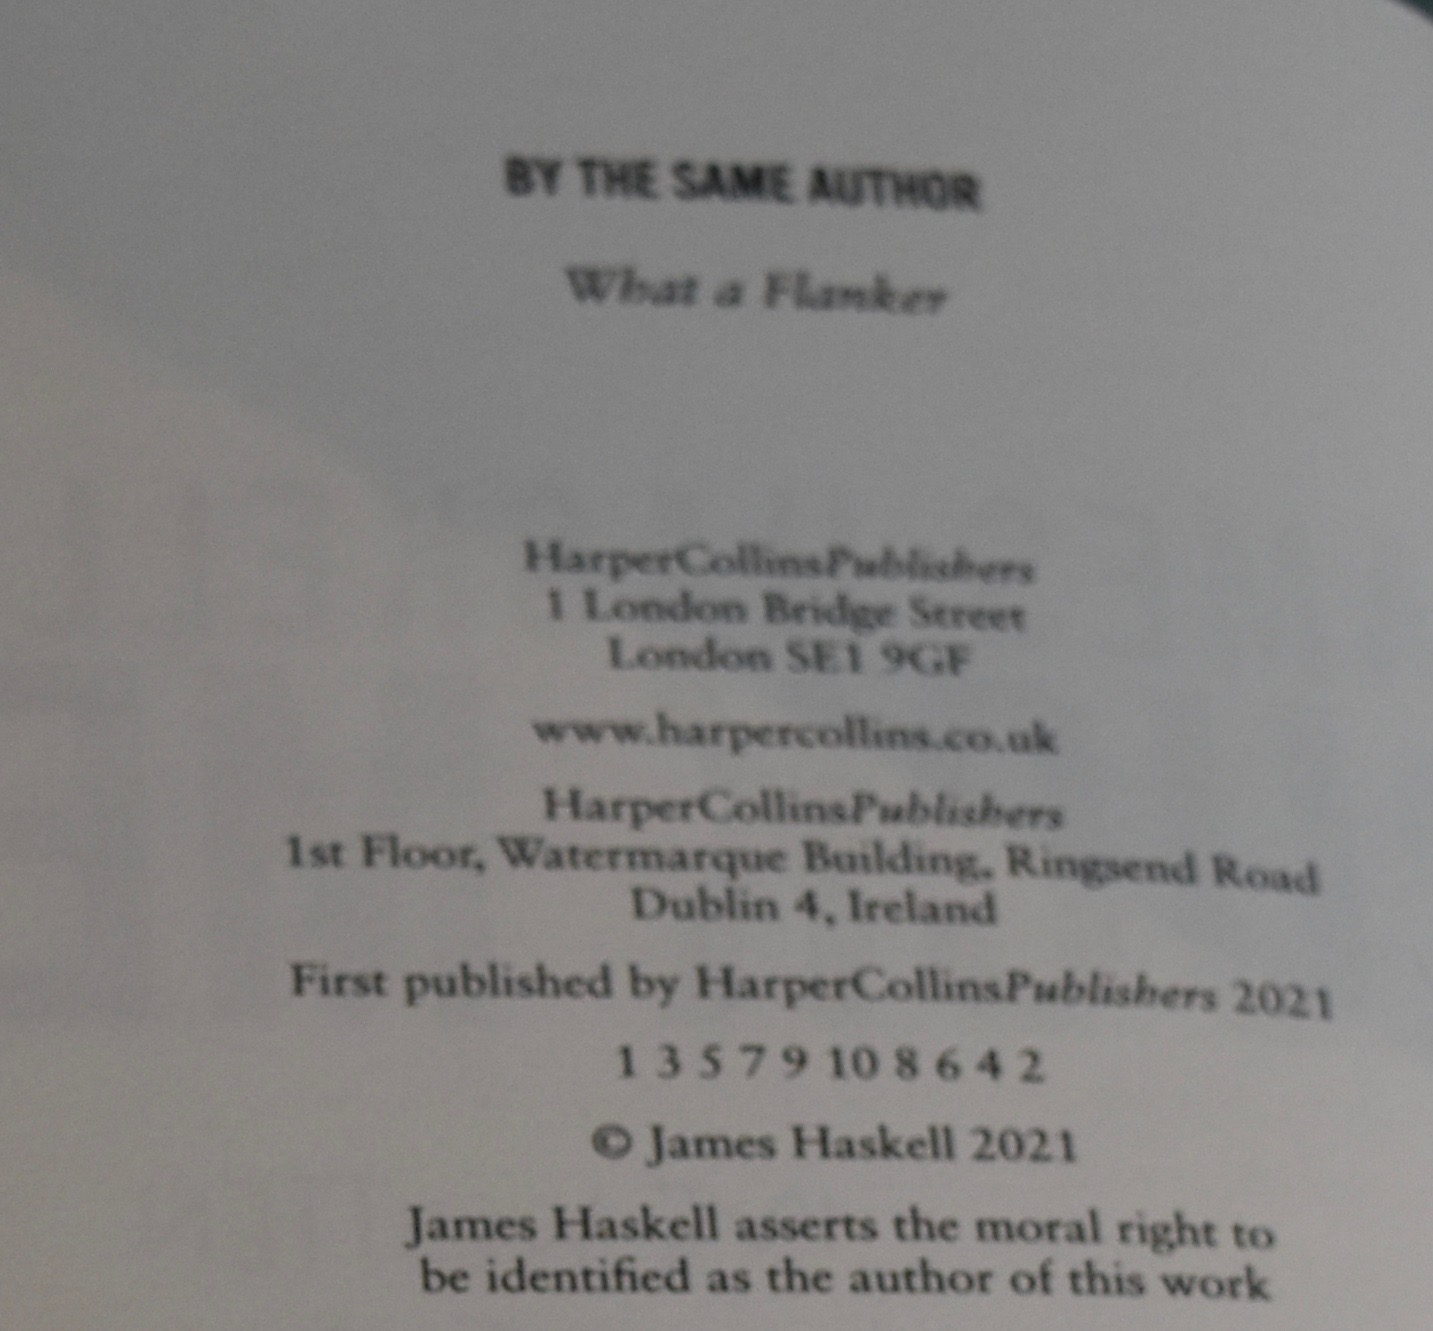 BY THE SAME AUTHOR
What a Flanker
HarperCollinsPublishers
1 London Bridge Street
London SE1 9GF
www.harpercollins.co.uk
HarperCollinsPublishers
1st Floor, Watermarque Building, Ringsend Road
Dublin 4, Ireland
First published by HarperCollinsPublishers 2021
1 3 5 7 9 10 8 6 4 2
© James Haskell 2021
James Haskell asserts the moral right to
be identified as the author of this work